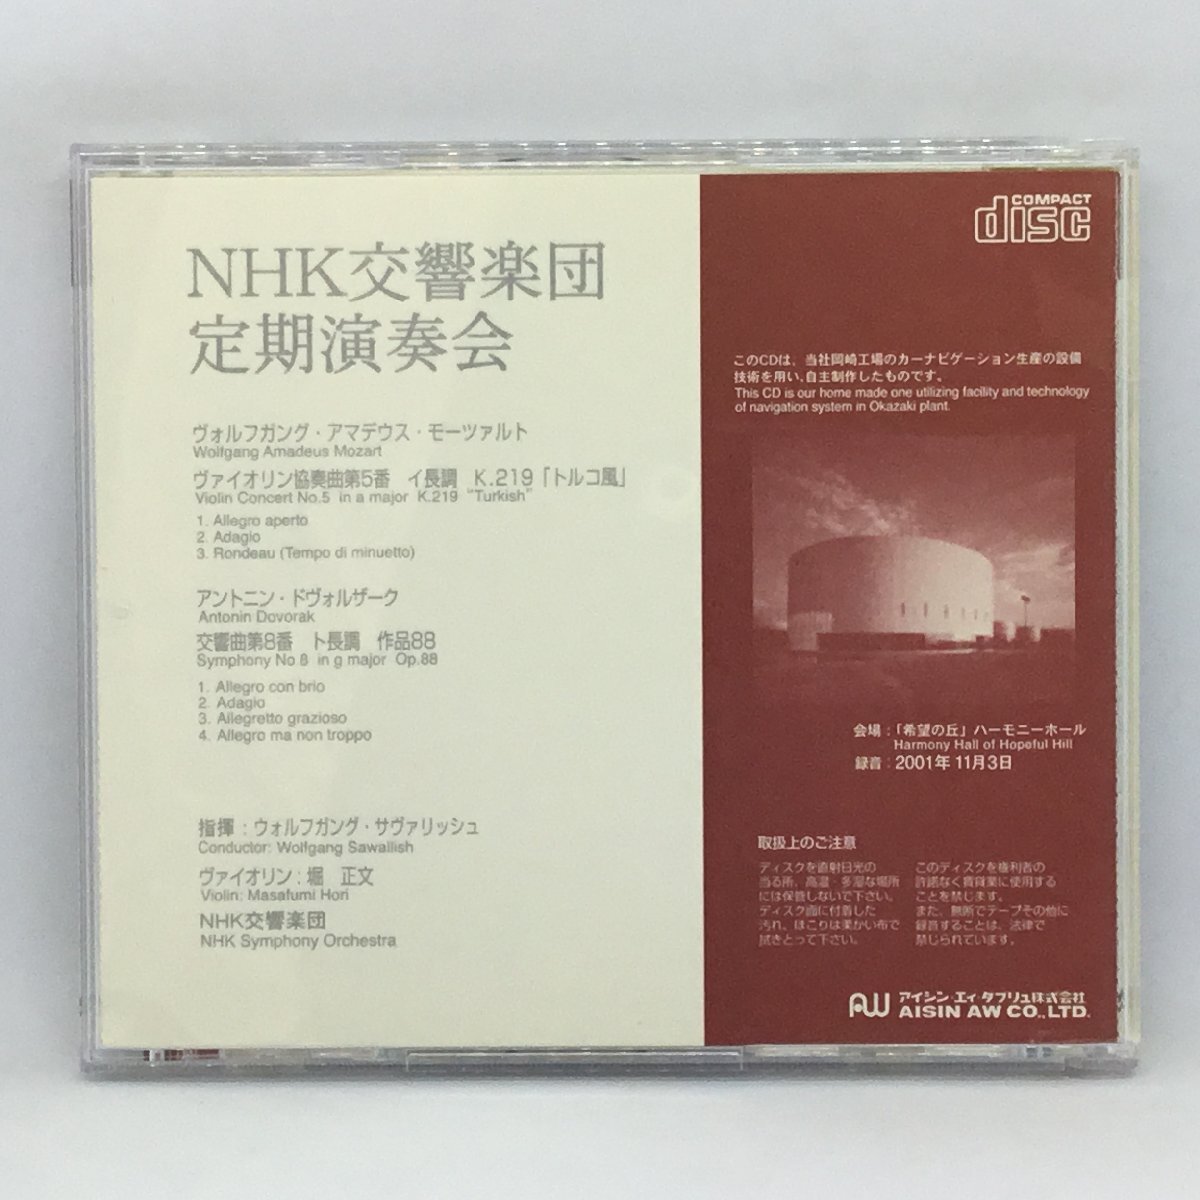 NHK交響楽団
定期演奏会
ヴォルフガング・アマデウス・モーツァルト
Wolfgang Amadeus Mozart
ヴァイオリン協奏曲第5番 イ長調 K.219「トルコ風」
Violin Concert No.5 in a major K.219 "Turkish"
1. Allegro aperto
2. Adagio
3. Rondeau (Tempo di minuetto)
アントニン・ドヴォルザーク
Antonin Dovorak
交響曲第8番 ト長調 作品88
Symphony No 8 in g major Op.88
1. Allegro con brio
2. Adagio
3. Allegretto grazioso
4. Allegro ma non troppo
指揮:ウォルフガング・サヴァリッシュ
Conductor: Wolfgang Sawallish
ヴァイオリン:堀 正文
Violin: Masafumi Hori
NHK交響楽団
NHK Symphony Orchestra
COMPACT
disc
このCDは、当社岡崎工場のカーナビゲーション生産の設備
技術を用い、自主制作したものです。
This CD is our home made one utilizing facility and technology
of navigation system in Okazaki plant.
会場:「希望の丘」ハーモニーホール
Harmony Hall of Hopeful Hill
録音:2001年11月3日
取扱上のご注意
ディスクを直射日光の
当る所、高温・多湿な場所
には保管しないで下さい。
ディスク面に付着した
汚れ、ほこりは柔かい布で
拭きとって下さい。
このディスクを権利者の
許諾なく賃貸業に使用する
ことを禁じます。
また、無断でテープその他に
録音することは、法律で
禁じられています。
AW アイシン・エィ・ダブリュ株式会社
AISIN AW CO.,LTD.